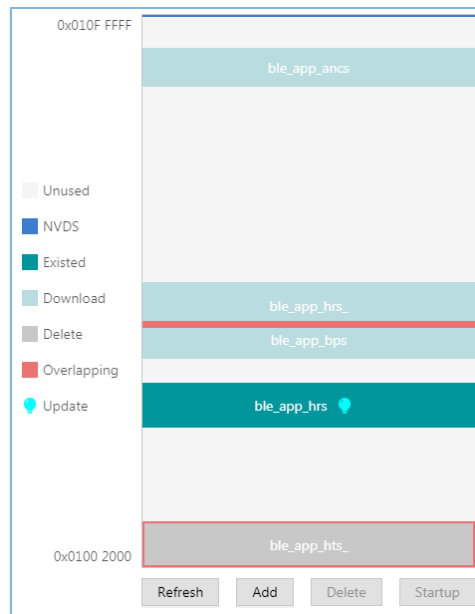 0x010F FFFF
ble_app_ancs
Unused
NVDS
Existed
Download
Delete
Overlapping
Update
ble_app_hrs_
ble_app_bps
ble_app_hrs
ble_app_hts_
0x0100 2000
Refresh
Add
Delete
Startup